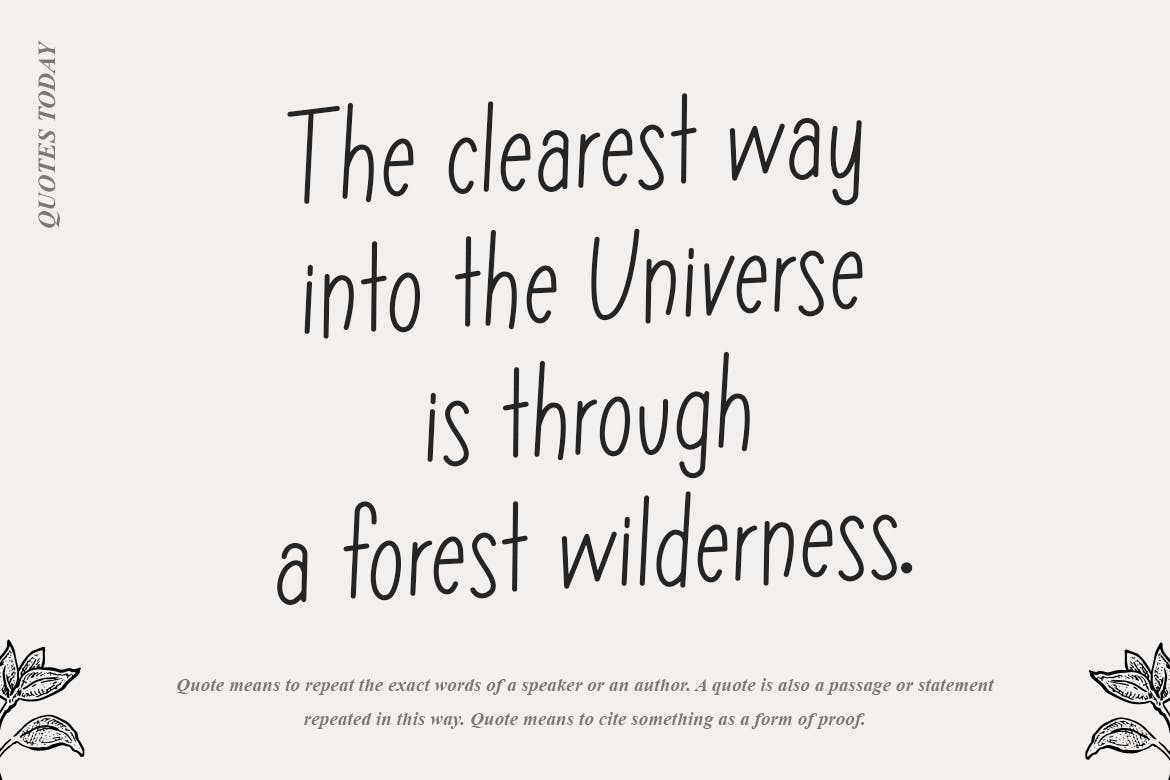 QUOTES TODAY
The clearest way
into the Universe
is through
a forest wilderness.
Quote means to repeat the exact words of a speaker or an author. A quote is also a passage or statement
repeated in this way. Quote means to cite something as a form of proof.